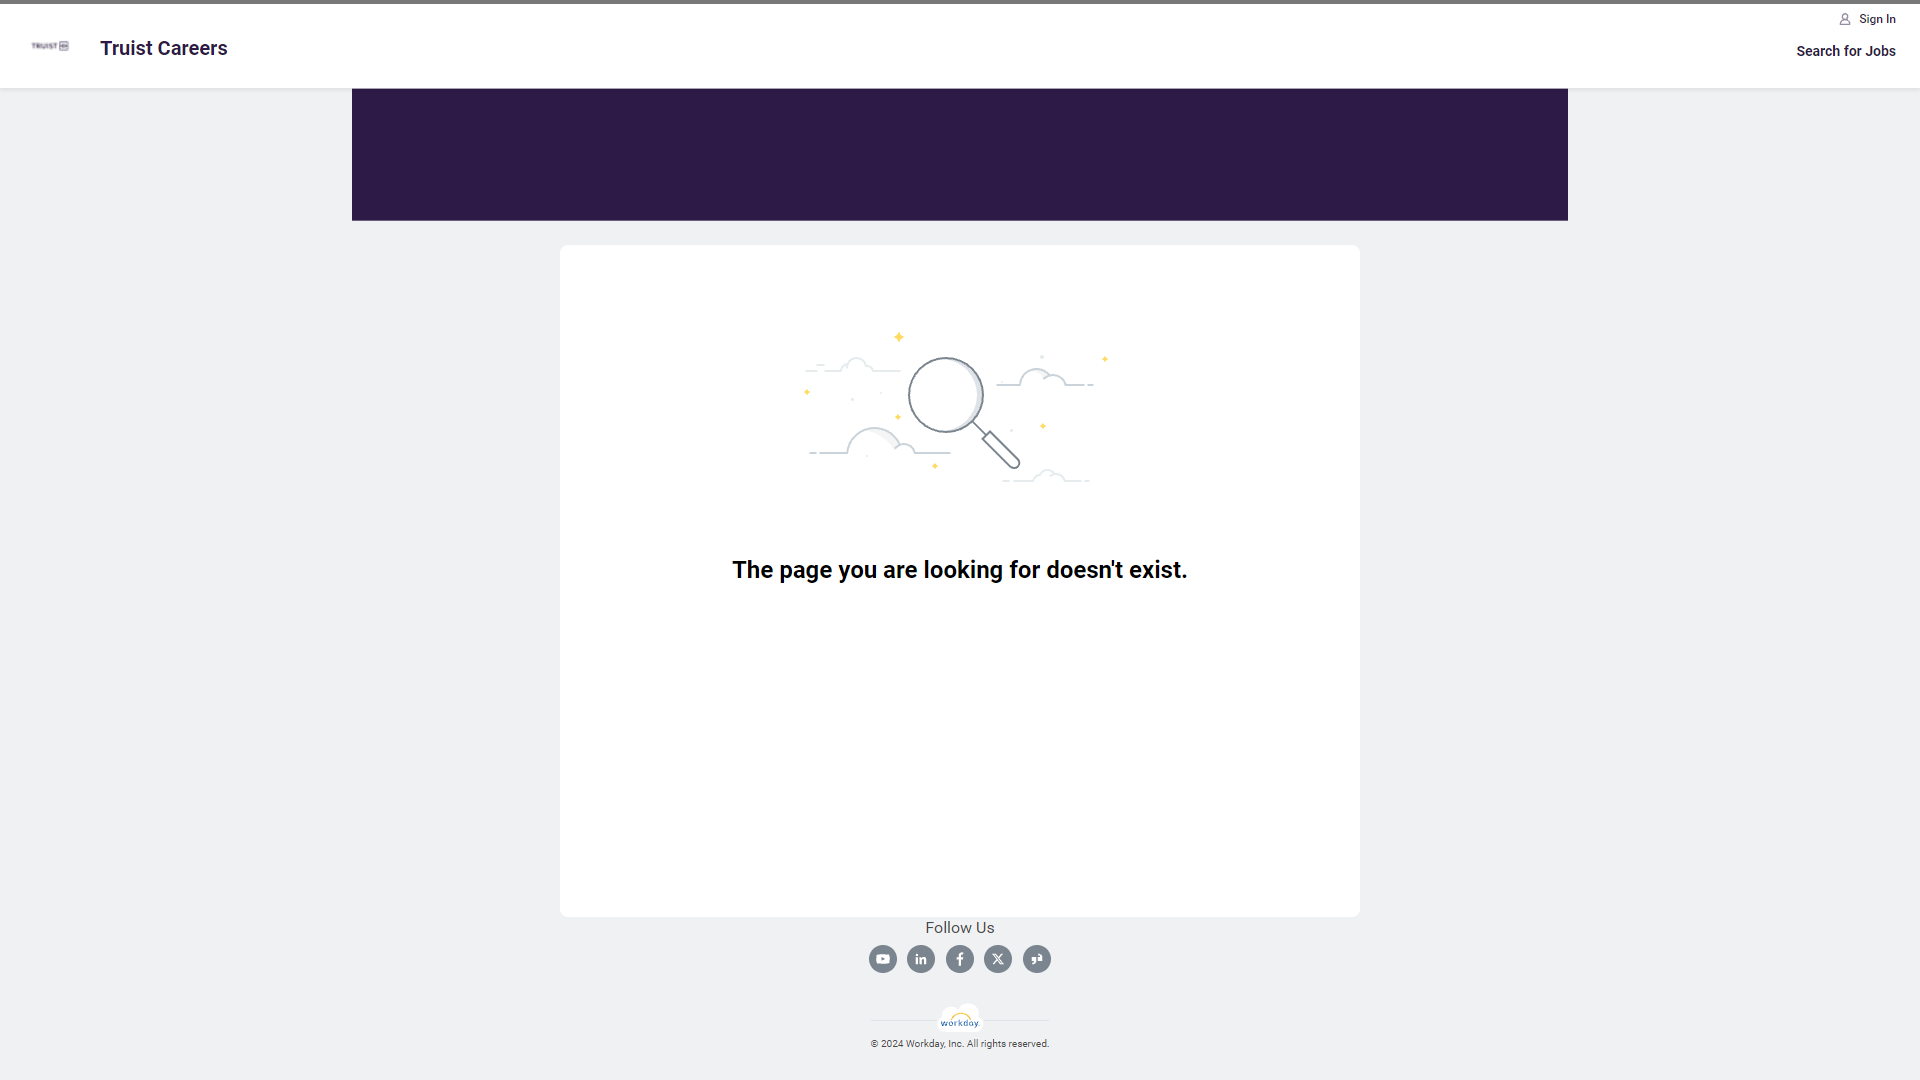 Sign In
TRUIST
Truist Careers
Search for Jobs
The page you are looking for doesn't exist.
Follow Us
workday.
© 2024 Workday, Inc. All rights reserved.